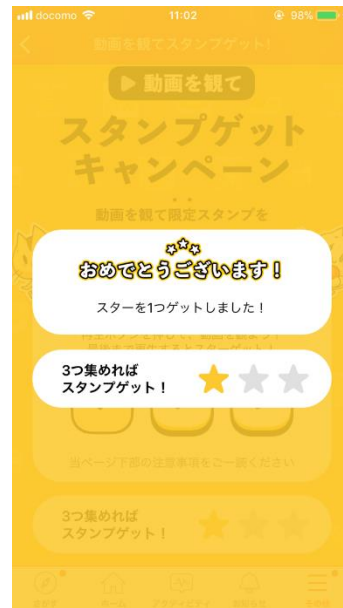 docomo 11:02 98%
動画を観てスタンプゲット!
動画を観て
スタンプゲット
キャンペーン
動画を観て限定スタンプを
おめでとうございます!
スターを1つゲットしました!
3つ集めれば
スタンプゲット!
当ページ下部の注意事項をご一読ください
3つ集めれば
スタンプゲット!
ホーム